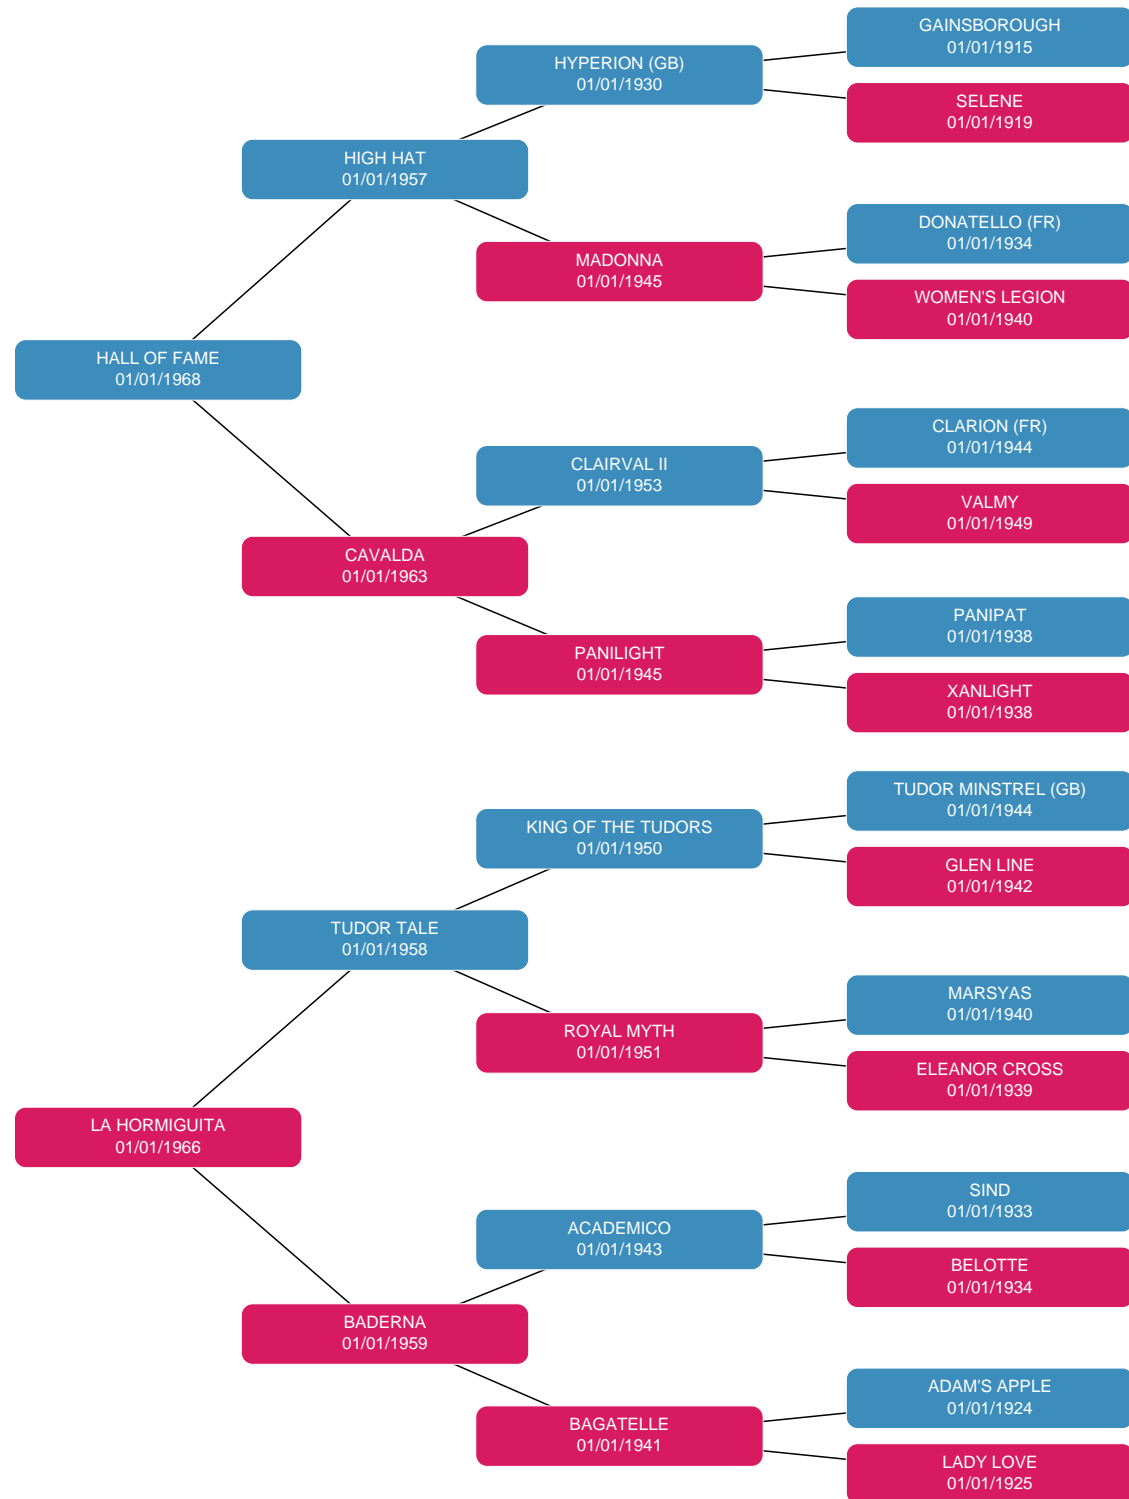 GAINSBOROUGH
01/01/1915
HYPERION (GB)
01/01/1930
SELENE
01/01/1919
HIGH HAT
01/01/1957
DONATELLO (FR)
01/01/1934
MADONNA
01/01/1945
WOMEN'S LEGION
01/01/1940
HALL OF FAME
01/01/1968
CLARION (FR)
01/01/1944
CLAIRVAL II
01/01/1953
VALMY
01/01/1949
CAVALDA
01/01/1963
PANIPAT
01/01/1938
PANILIGHT
01/01/1945
XANLIGHT
01/01/1938
TUDOR MINSTREL (GB)
01/01/1944
KING OF THE TUDORS
01/01/1950
GLEN LINE
01/01/1942
TUDOR TALE
01/01/1958
MARSYAS
01/01/1940
ROYAL MYTH
01/01/1951
ELEANOR CROSS
01/01/1939
LA HORMIGUITA
01/01/1966
SIND
01/01/1933
ACADEMICO
01/01/1943
BELOTTE
01/01/1934
BADERNA
01/01/1959
ADAM'S APPLE
01/01/1924
BAGATELLE
01/01/1941
LADY LOVE
01/01/1925